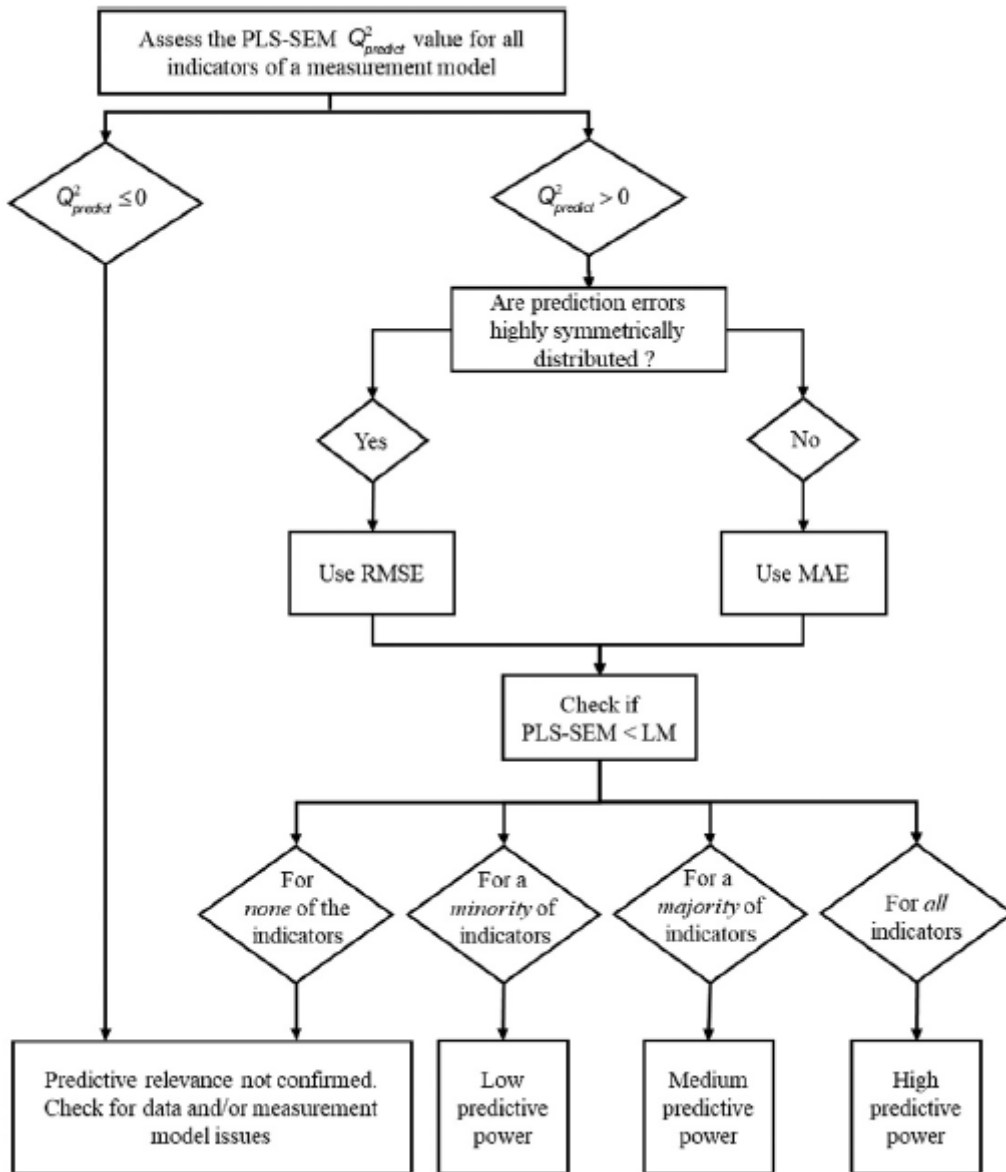 Assess the PLS-SEM Q²predict value for all
indicators of a measurement model
Q²predict ≤ 0
Q²predict > 0
Are prediction errors
highly symmetrically
distributed ?
Yes
No
Use RMSE
Use MAE
Check if
PLS-SEM < LM
For
none of the
indicators
For a
minority of
indicators
For a
majority of
indicators
For all
indicators
Predictive relevance not confirmed.
Check for data and/or measurement
model issues
Low
predictive
power
Medium
predictive
power
High
predictive
power